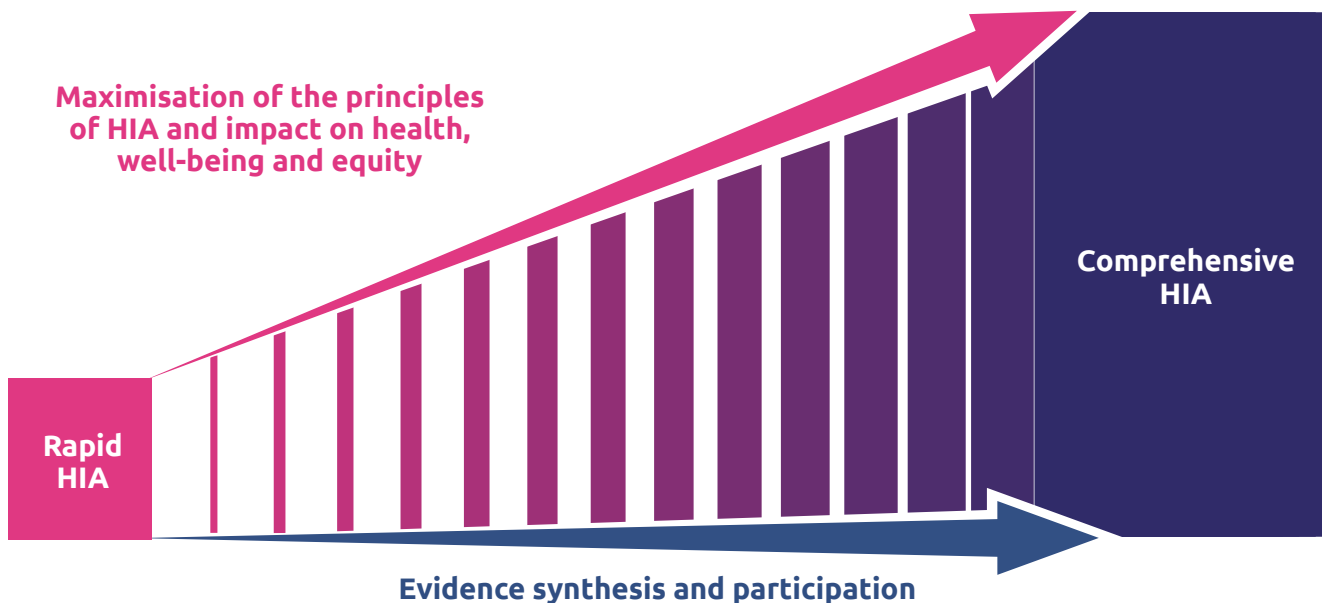 Maximisation of the principles
of HIA and impact on health,
well-being and equity
Comprehensive
HIA
Rapid
HIA
Evidence synthesis and participation